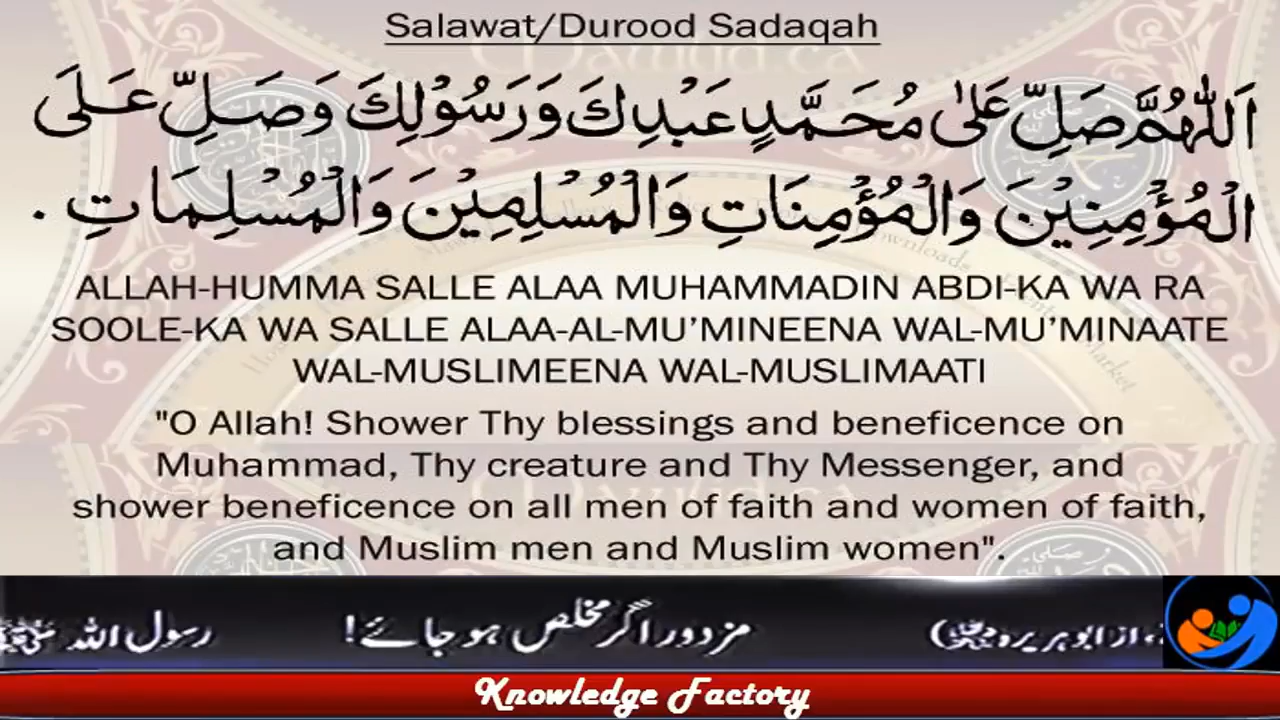 Salawat/Durood Sadaqah
اَللّٰهُمَّ صَلِّ عَلٰى مُحَمَّدٍ عَبْدِكَ وَرَسُوْلِكَ وَصَلِّ عَلَى
الْمُؤْمِنِيْنَ وَالْمُؤْمِنَاتِ وَالْمُسْلِمِيْنَ وَالْمُسْلِمَاتِ .
ALLAH-HUMMA SALLE ALAA MUHAMMADIN ABDI-KA WA RA
SOOLE-KA WA SALLE ALAA-AL-MU’MINEENA WAL-MU’MINAATE
WAL-MUSLIMEENA WAL-MUSLIMAATI
"O Allah! Shower Thy blessings and beneficence on
Muhammad, Thy creature and Thy Messenger, and
shower beneficence on all men of faith and women of faith,
and Muslim men and Muslim women".
از ابو ہریرہؓ) مزدور اگر مخلص ہو جائے! رسول اللہ ﷺ
Knowledge Factory